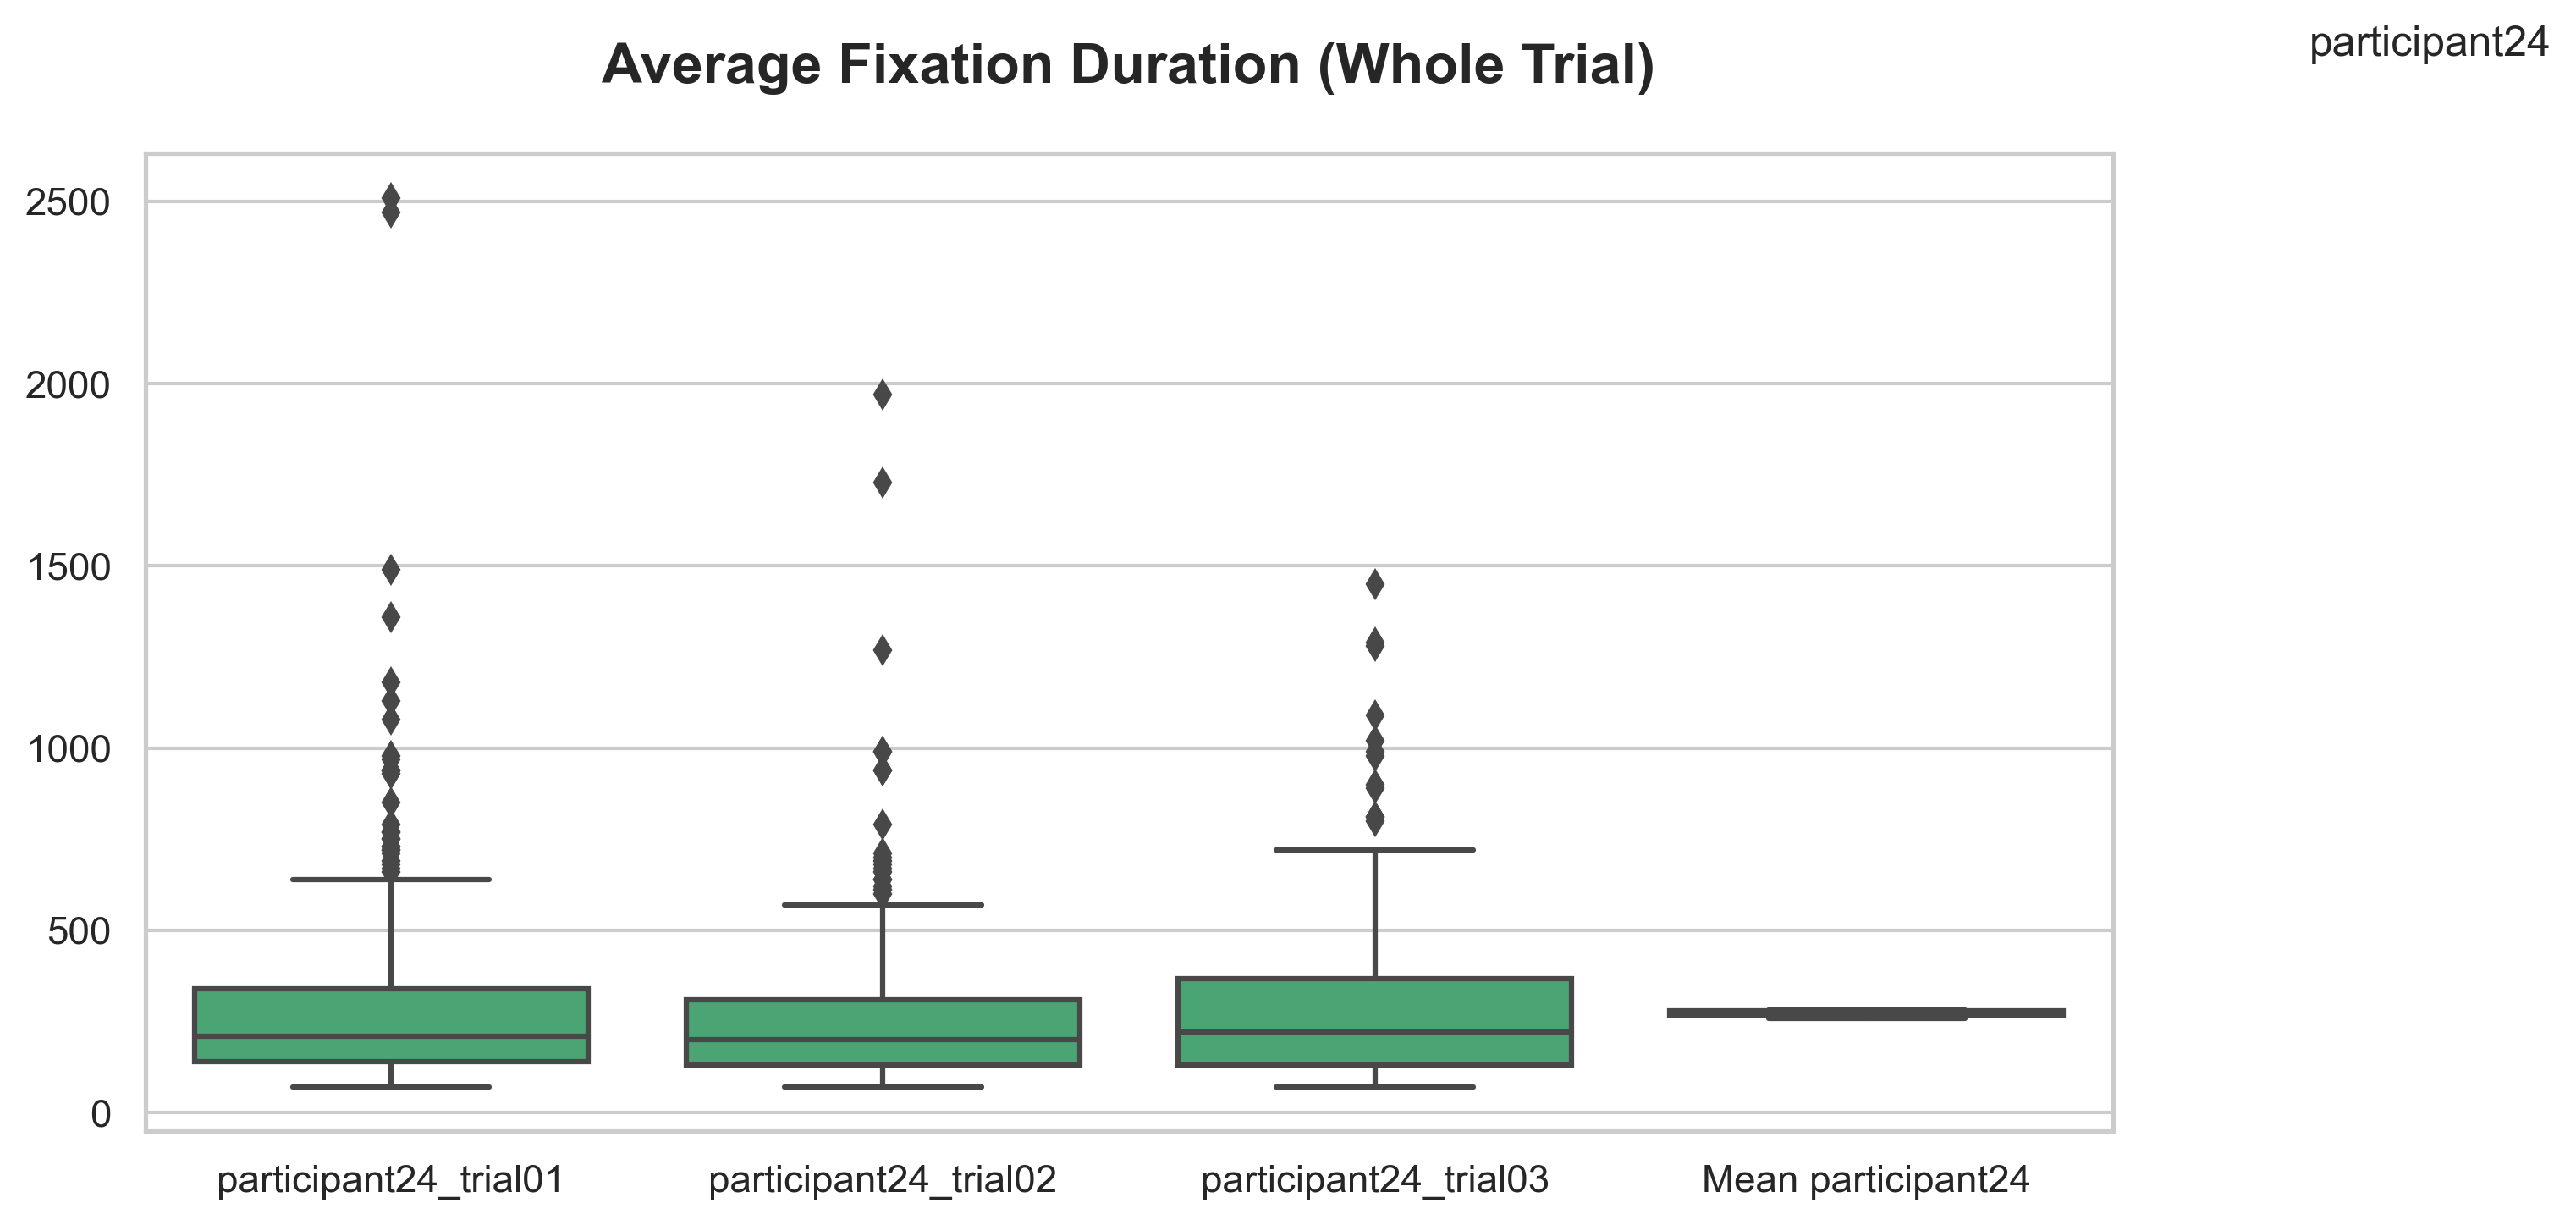 participant24
Average Fixation Duration (Whole Trial)
2500
2000
1500
1000
500
0
participant24_trial01 participant24_trial02 participant24_trial03 Mean participant24